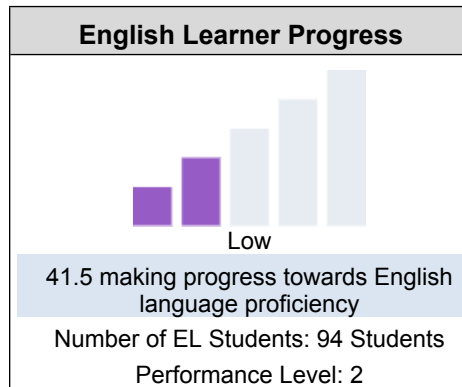 English Learner Progress
Low
41.5 making progress towards English
language proficiency
Number of EL Students: 94 Students
Performance Level: 2